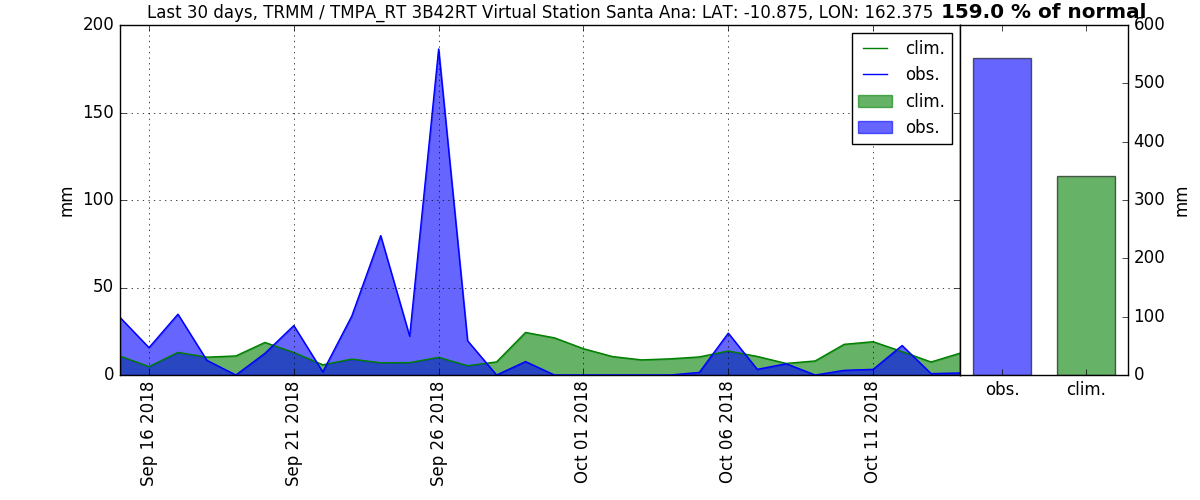 Last 30 days, TRMM / TMPA_RT 3B42RT Virtual Station Santa Ana: LAT: -10.875, LON: 162.375 159.0 % of normal
200
150
100
50
0
mm
clim.
obs.
clim.
obs.
600
500
400
300
200
100
0
mm
obs.
clim.
Sep 16 2018
Sep 21 2018
Sep 26 2018
Oct 01 2018
Oct 06 2018
Oct 11 2018